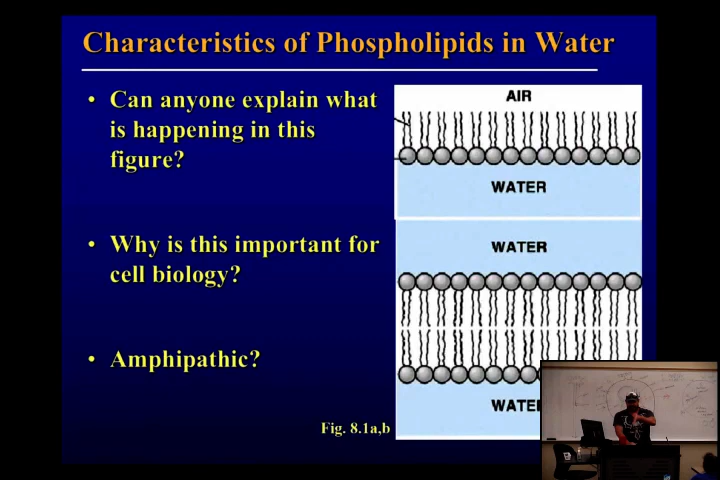 Characteristics of Phospholipids in Water
• Can anyone explain what
is happening in this
figure?
• Why is this important for
cell biology?
• Amphipathic?
Fig. 8.1a,b
AIR
WATER
WATER